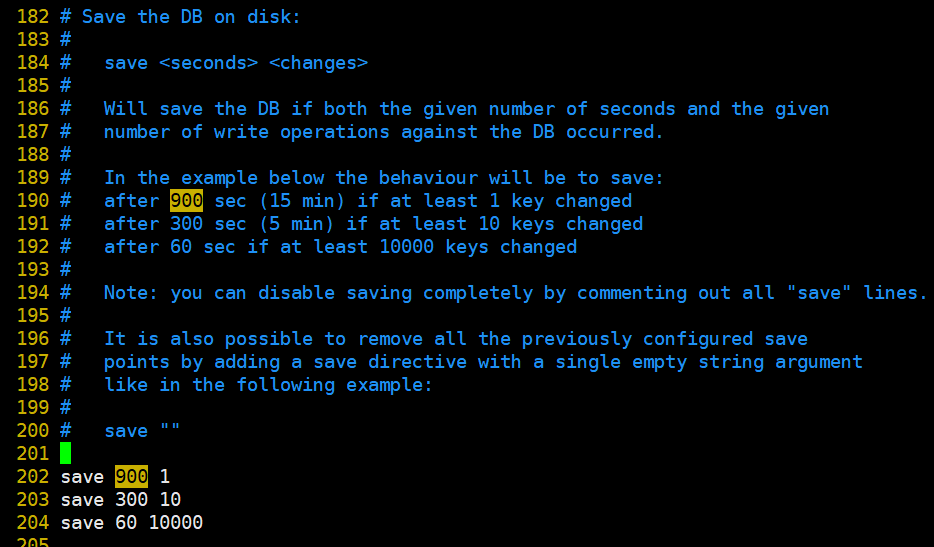 182 # Save the DB on disk:
183 #
184 #   save <seconds> <changes>
185 #
186 #   Will save the DB if both the given number of seconds and the given
187 #   number of write operations against the DB occurred.
188 #
189 #   In the example below the behaviour will be to save:
190 #   after 900 sec (15 min) if at least 1 key changed
191 #   after 300 sec (5 min) if at least 10 keys changed
192 #   after 60 sec if at least 10000 keys changed
193 #
194 #   Note: you can disable saving completely by commenting out all "save" lines.
195 #
196 #   It is also possible to remove all the previously configured save
197 #   points by adding a save directive with a single empty string argument
198 #   like in the following example:
199 #
200 #   save ""
201
202 save 900 1
203 save 300 10
204 save 60 10000
205